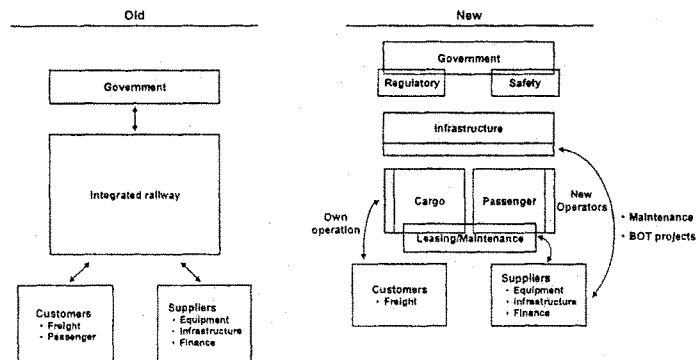 Old
Government
Integrated railway
Customers
• Freight
• Passenger
Suppliers
• Equipment
• Infrastructure
• Finance
New
Government
Regulatory
Safety
Infrastructure
Cargo
Passenger
New
Operators
Own
operation
Leasing/Maintenance
• Maintenance
• BOT projects
Customers
• Freight
Suppliers
• Equipment
• Infrastructure
• Finance